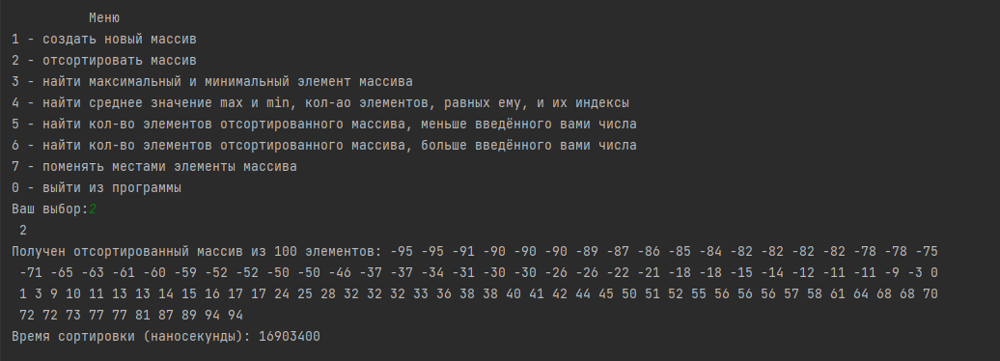 Меню
1 - создать новый массив
2 - отсортировать массив
3 - найти максимальный и минимальный элемент массива
4 - найти среднее значение max и min, кол-ао элементов, равных ему, и их индексы
5 - найти кол-во элементов отсортированного массива, меньше введённого вами числа
6 - найти кол-во элементов отсортированного массива, больше введённого вами числа
7 - поменять местами элементы массива
0 - выйти из программы
Ваш выбор:2
2
Получен отсортированный массив из 100 элементов: -95 -95 -91 -90 -90 -90 -89 -87 -86 -85 -84 -82 -82 -82 -82 -78 -78 -75
-71 -65 -63 -61 -60 -59 -52 -52 -50 -50 -46 -37 -37 -34 -31 -30 -30 -26 -26 -22 -21 -18 -18 -15 -14 -12 -11 -11 -9 -3 0
1 3 9 10 11 13 13 14 15 16 17 17 24 25 28 32 32 32 33 36 38 38 40 41 42 44 45 50 51 52 55 56 56 56 57 58 61 64 68 68 70
72 72 73 77 77 81 87 89 94 94
Время сортировки (наносекунды): 16903400